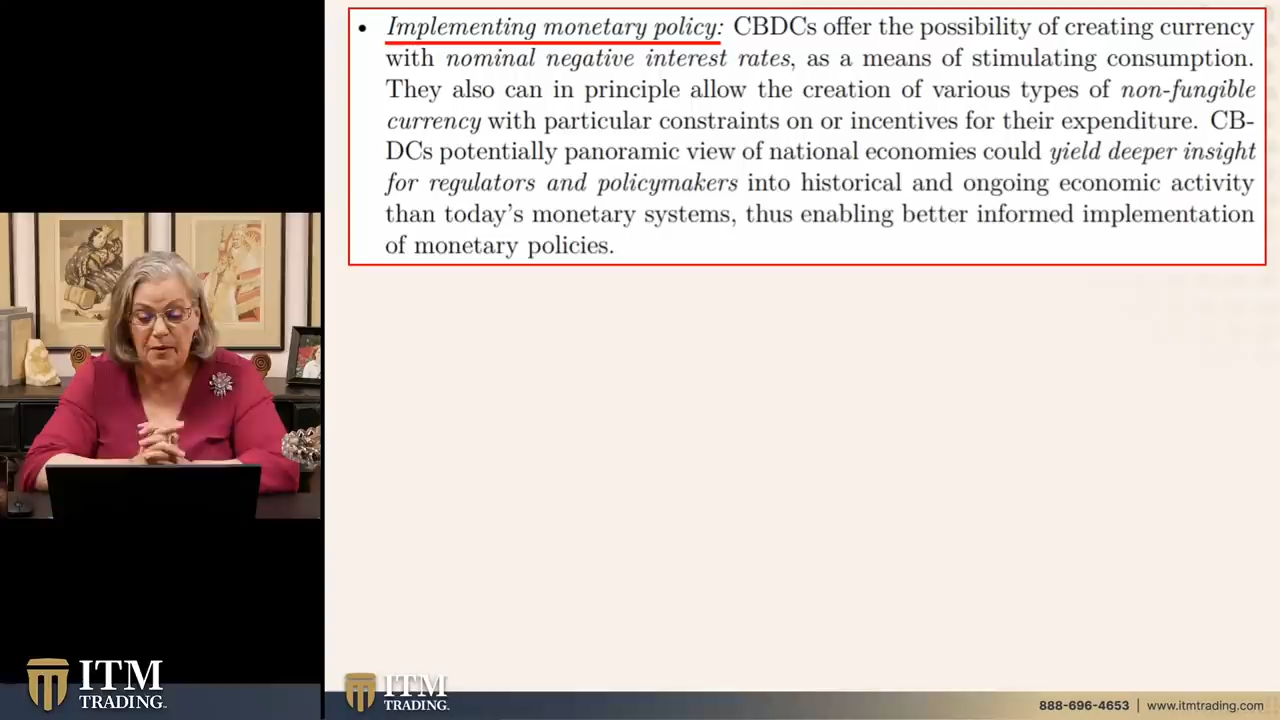 • Implementing monetary policy: CBDCs offer the possibility of creating currency
with nominal negative interest rates, as a means of stimulating consumption.
They also can in principle allow the creation of various types of non-fungible
currency with particular constraints on or incentives for their expenditure. CB-
DCs potentially panoramic view of national economies could yield deeper insight
for regulators and policymakers into historical and ongoing economic activity
than today's monetary systems, thus enabling better informed implementation
of monetary policies.
ITM
TRADING
ITM
TRADING
888-696-4653 | www.itmtrading.com